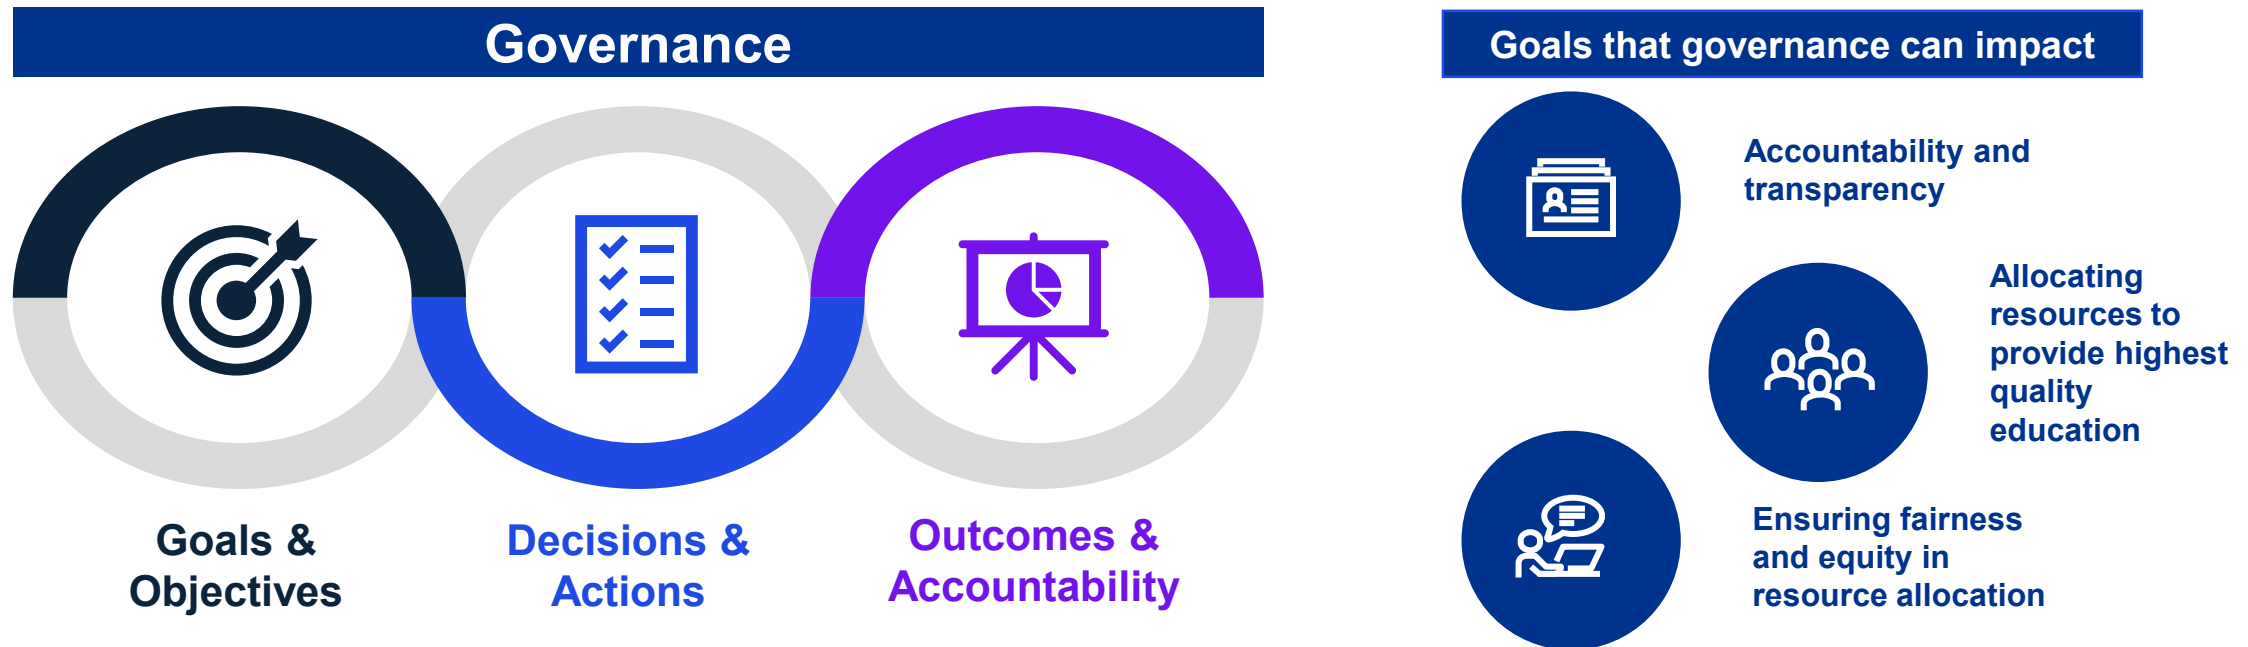 Governance
Goals &
Objectives
Decisions &
Actions
Outcomes &
Accountability
Goals that governance can impact
Accountability and
transparency
Allocating
resources to
provide highest
quality
education
Ensuring fairness
and equity in
resource allocation